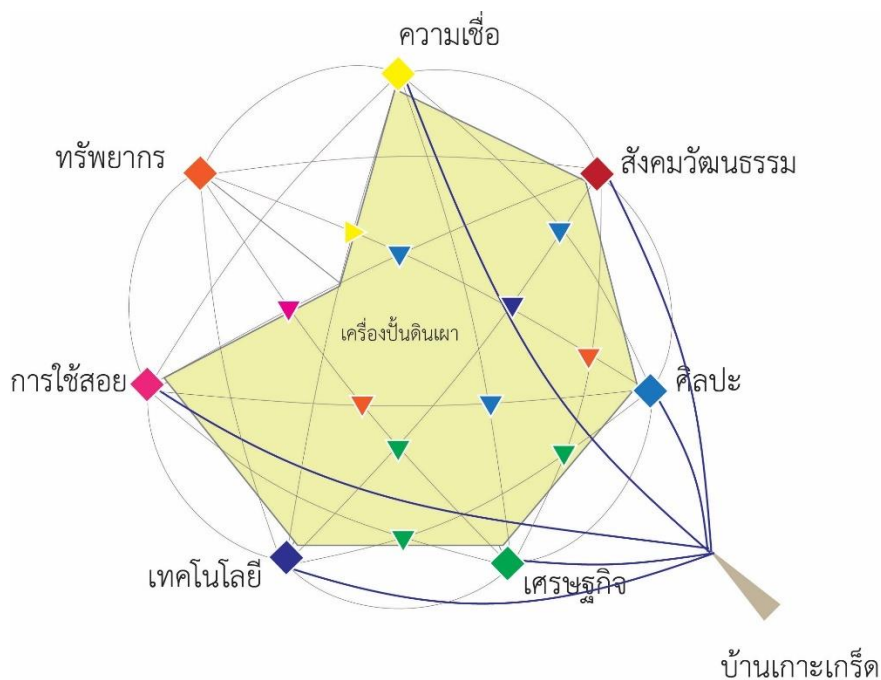 ความเชื่อ
ทรัพยากร
สังคมวัฒนธรรม
เครื่องปั้นดินเผา
การใช้สอย
ศิลปะ
เทคโนโลยี
เศรษฐกิจ
บ้านเกาะเกร็ด